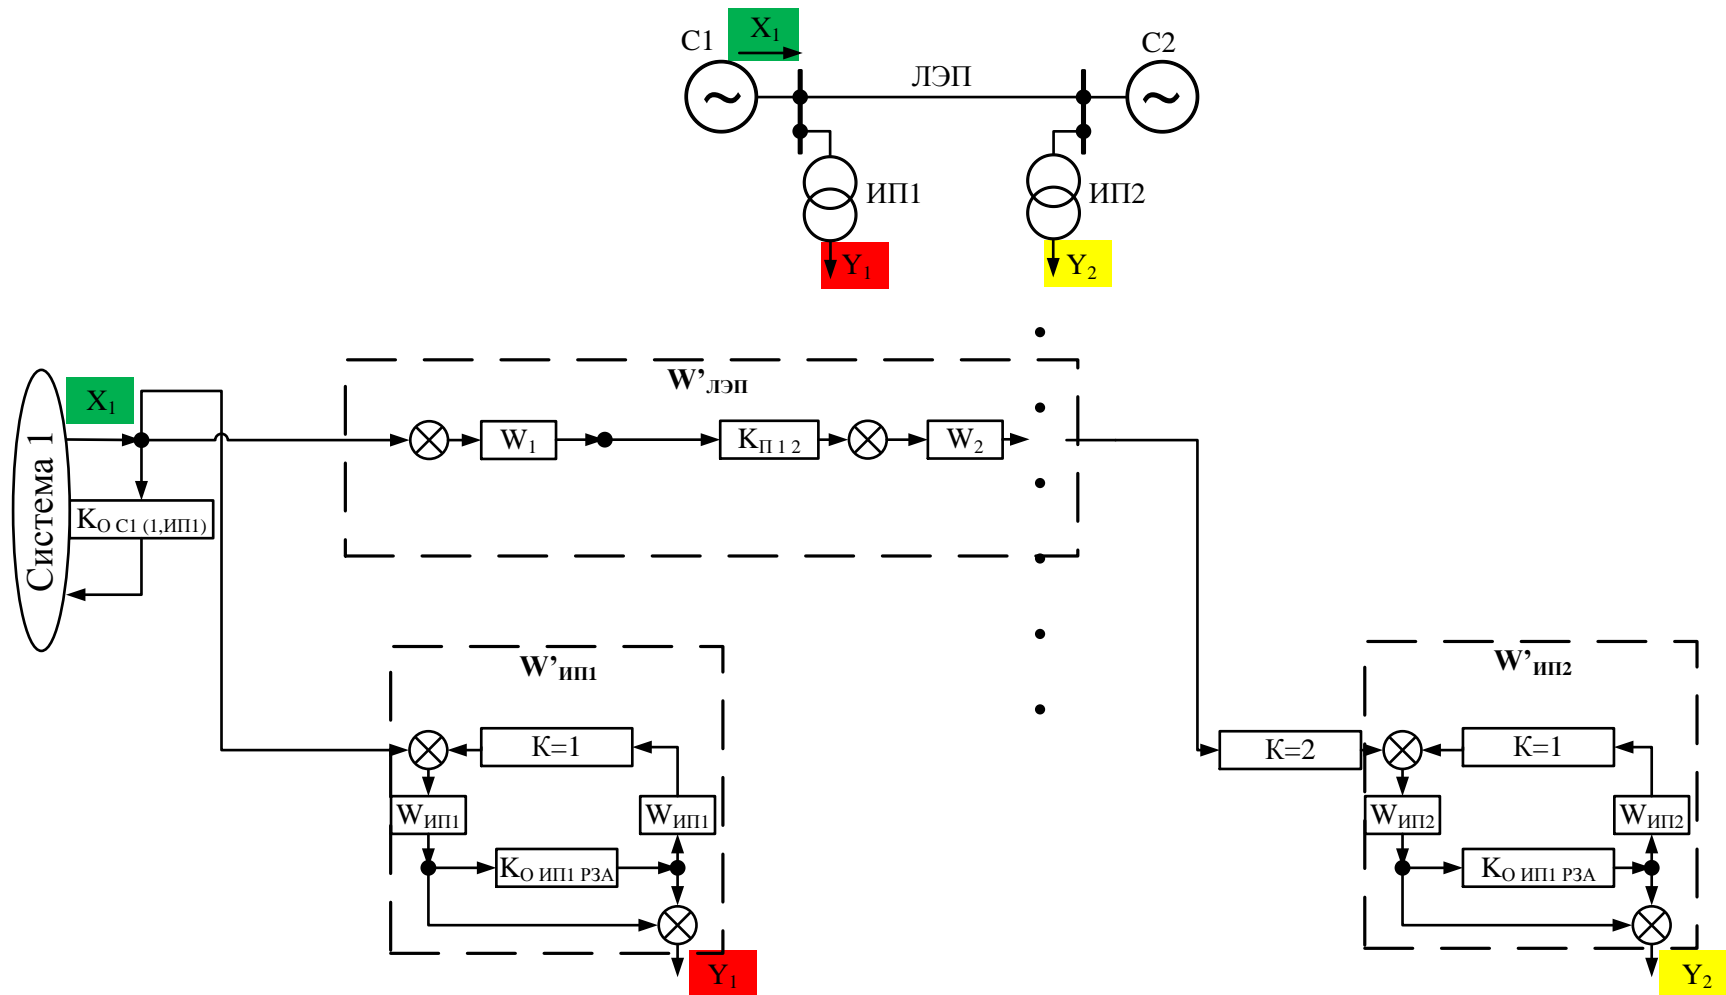 C1
X₁
C2
ЛЭП
~
~
ИП1
ИП2
Y₁
Y₂
W’ЛЭП
X₁
W₁
KП 1 2
W₂
Система 1
KО С1 (1,ИП1)
W’ИП1
W’ИП2
К=1
К=2
К=1
WИП1
WИП1
WИП2
WИП2
KО ИП1 РЗА
KО ИП1 РЗА
Y₁
Y₂